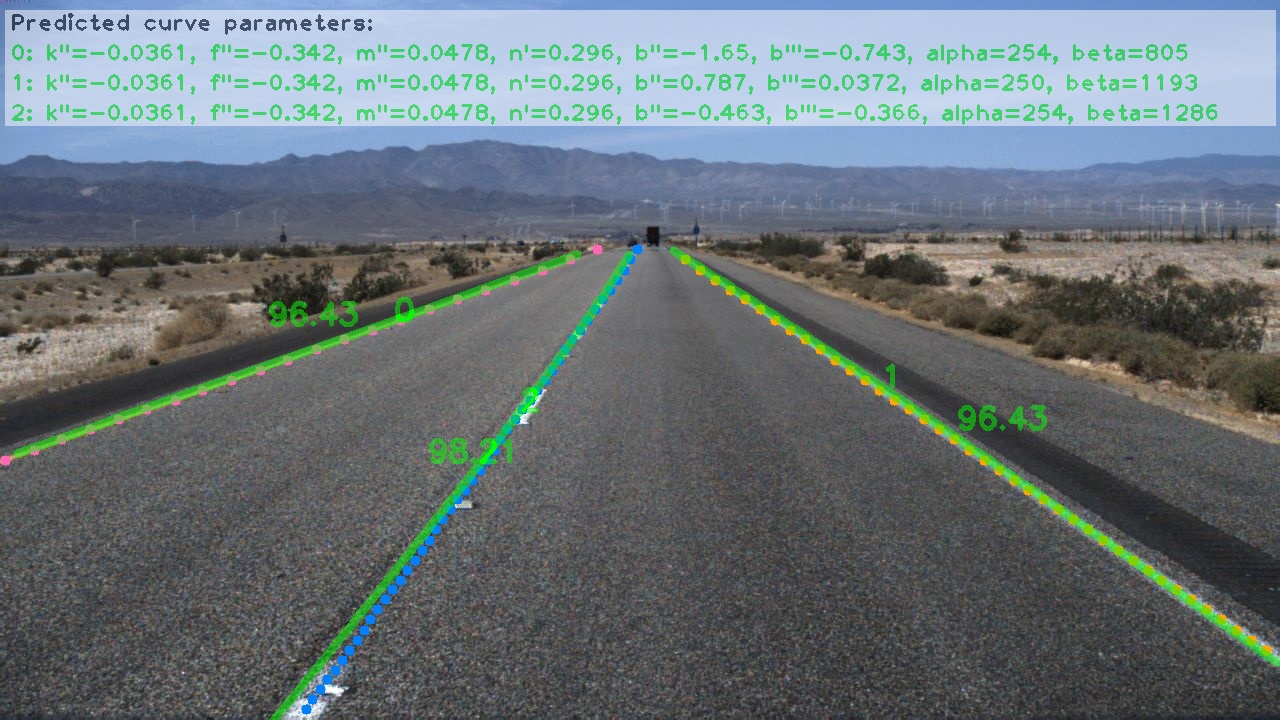 Predicted curve parameters:
0: k''=-0.0361, f''=-0.342, m''=0.0478, n'=0.296, b''=-1.65, b'''=-0.743, alpha=254, beta=805
1: k''=-0.0361, f''=-0.342, m''=0.0478, n'=0.296, b''=0.787, b'''=0.0372, alpha=250, beta=1193
2: k''=-0.0361, f''=-0.342, m''=0.0478, n'=0.296, b''=-0.463, b'''=-0.366, alpha=254, beta=1286
96.43 0
1
2
96.43
98.21